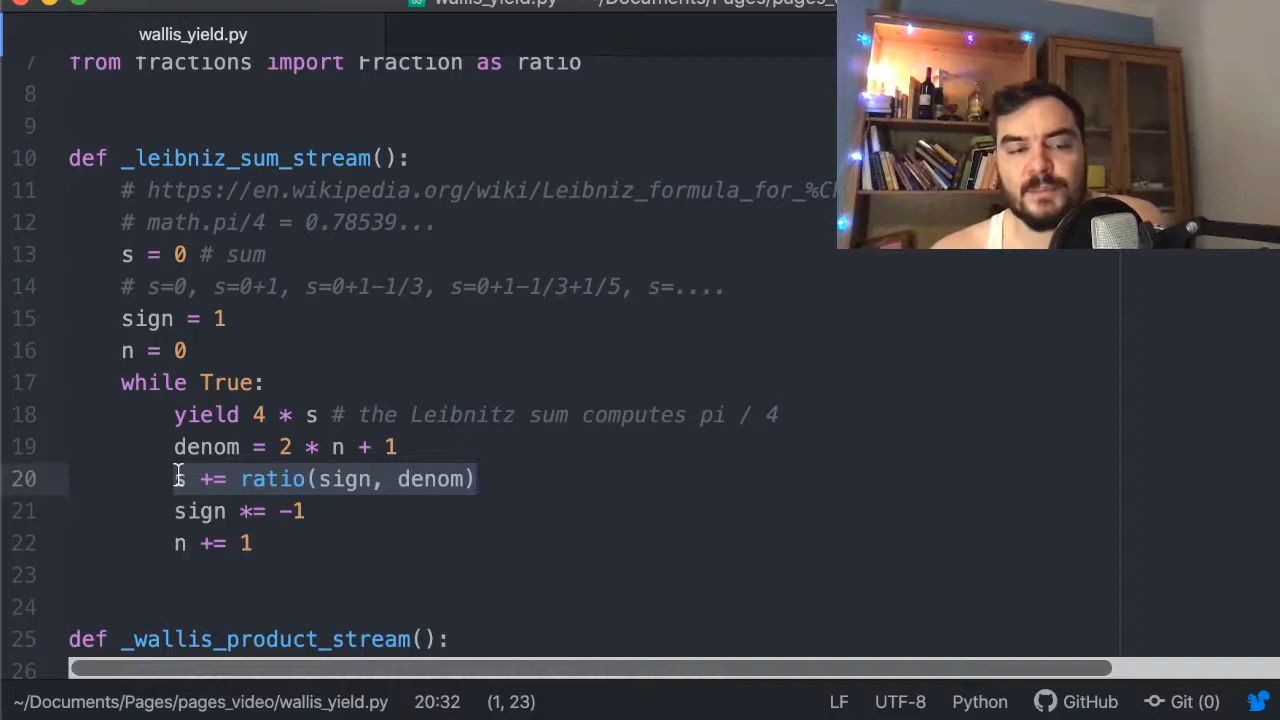 wallis_yield.py
~/Documents/Pages/pages_
wallis_yield.py
7 from fractions import Fraction as ratio
8
9
10 def _leibniz_sum_stream():
11 # https://en.wikipedia.org/wiki/Leibniz_formula_for_%C
12 # math.pi/4 = 0.78539...
13 s = 0 # sum
14 # s=0, s=0+1, s=0+1-1/3, s=0+1-1/3+1/5, s=....
15 sign = 1
16 n = 0
17 while True:
18 yield 4 * s # the Leibnitz sum computes pi / 4
19 denom = 2 * n + 1
20 s += ratio(sign, denom)
21 sign *= -1
22 n += 1
23
24
25 def _wallis_product_stream():
26
~/Documents/Pages/pages_video/wallis_yield.py 20:32 (1, 23) LF UTF-8 Python GitHub Git (0)